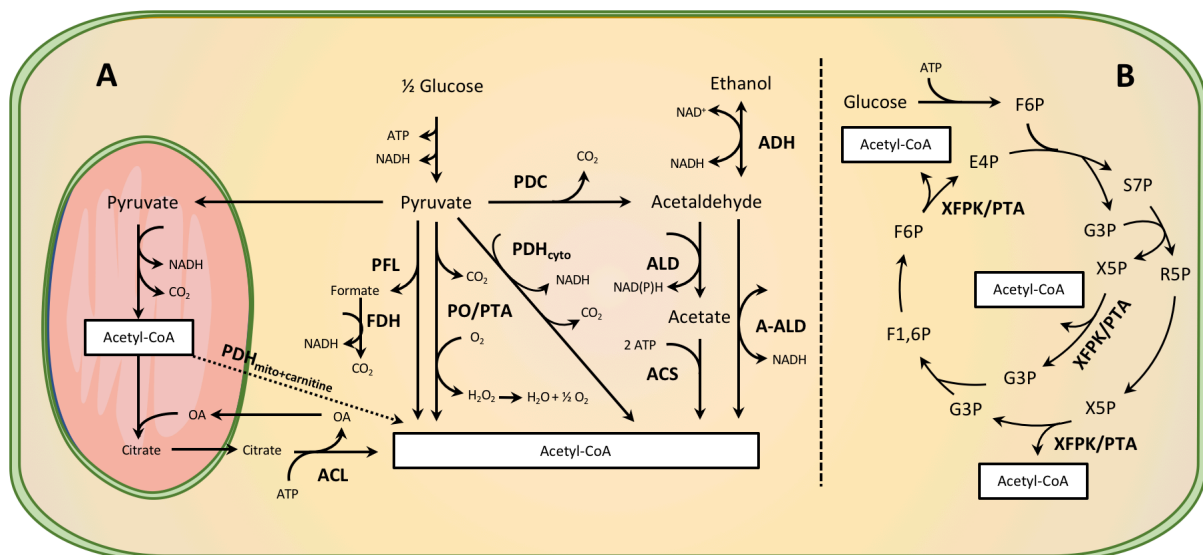 A
½ Glucose
ATP
NADH
Pyruvate
Pyruvate
NADH
CO₂
Acetyl-CoA
OA
Citrate
PDH mito+carnitine
OA
Citrate
ATP
ACL
PFL
Formate
FDH
NADH
CO₂
CO₂
PO/PTA
O₂
H₂O₂
H₂O + ½ O₂
PDC
CO₂
PDH cyto
NADH
CO₂
Ethanol
NAD⁺
NADH
ADH
Acetaldehyde
ALD
NAD(P)H
Acetate
2 ATP
ACS
A-ALD
NADH
Acetyl-CoA
B
ATP
Glucose
F6P
Acetyl-CoA
E4P
XFPK/PTA
S7P
G3P
F6P
X5P
R5P
Acetyl-CoA
XFPK/PTA
F1,6P
G3P
G3P
X5P
XFPK/PTA
Acetyl-CoA